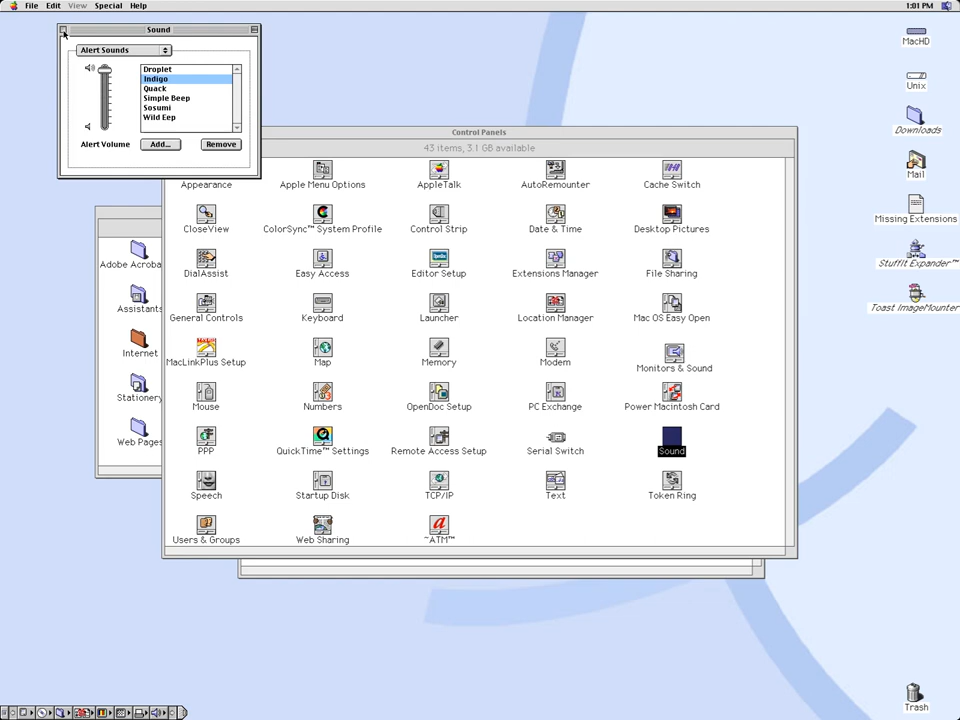 File Edit View Special Help
1:01 PM
Sound
Alert Sounds
Droplet
Indigo
Quack
Simple Beep
Sosumi
Wild Eep
Alert Volume
Add...
Remove
Control Panels
43 items, 3.1 GB available
Appearance
Apple Menu Options
AppleTalk
AutoRemounter
Cache Switch
CloseView
ColorSync™ System Profile
Control Strip
Date & Time
Desktop Pictures
DialAssist
Easy Access
Editor Setup
Extensions Manager
File Sharing
General Controls
Keyboard
Launcher
Location Manager
Mac OS Easy Open
MacLinkPlus Setup
Map
Memory
Modem
Monitors & Sound
Mouse
Numbers
OpenDoc Setup
PC Exchange
Power Macintosh Card
PPP
QuickTime™ Settings
Remote Access Setup
Serial Switch
Sound
Speech
Startup Disk
TCP/IP
Text
Token Ring
Users & Groups
Web Sharing
~ATM™
Adobe Acroba
Assistants
Internet
Stationery
Web Pages
MacHD
Unix
Downloads
Mail
Missing Extensions
StuffIt Expander™
Toast ImageMounter
Trash